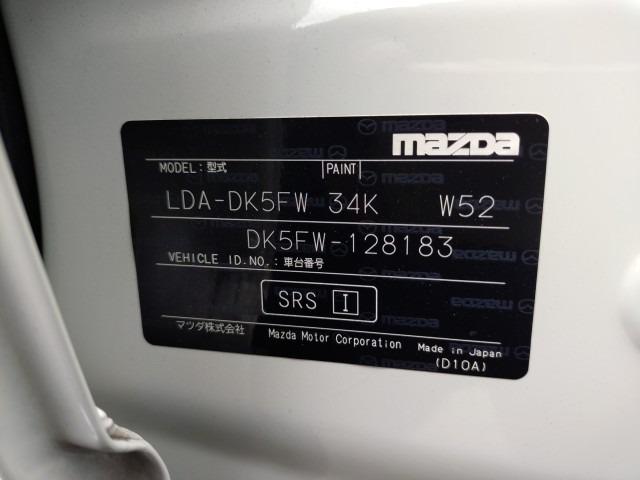 mazda
MODEL:型式 PAINT
LDA-DK5FW 34K W52
DK5FW-128183
VEHICLE ID.NO.:車台番号
SRS I
マツダ株式会社 Mazda Motor Corporation Made in Japan
(D10A)